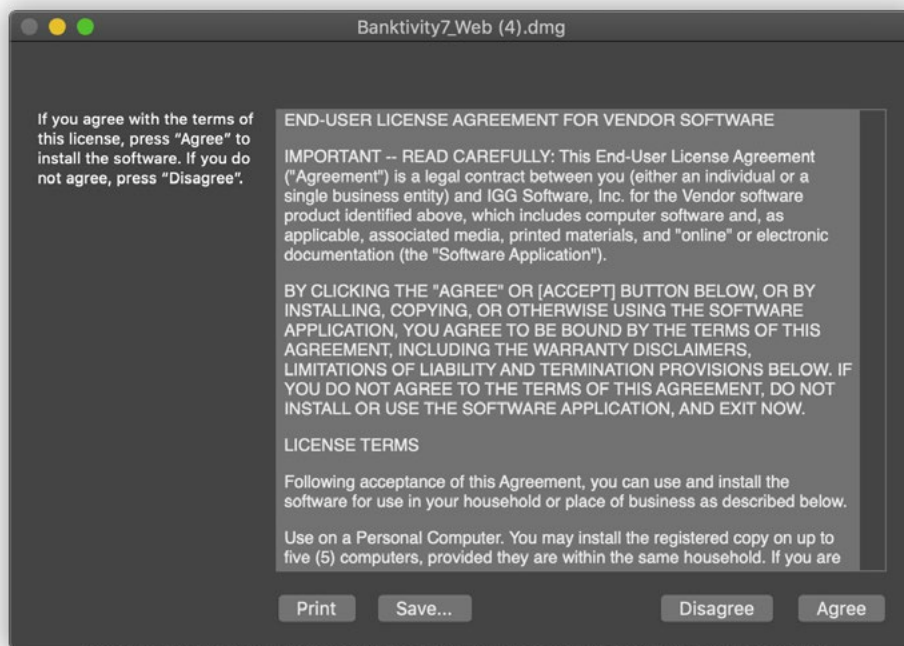 Banktivity7_Web (4).dmg
If you agree with the terms of
this license, press “Agree” to
install the software. If you do
not agree, press “Disagree”.
END-USER LICENSE AGREEMENT FOR VENDOR SOFTWARE
IMPORTANT -- READ CAREFULLY: This End-User License Agreement
("Agreement") is a legal contract between you (either an individual or a
single business entity) and IGG Software, Inc. for the Vendor software
product identified above, which includes computer software and, as
applicable, associated media, printed materials, and "online" or electronic
documentation (the "Software Application").
BY CLICKING THE "AGREE" OR [ACCEPT] BUTTON BELOW, OR BY
INSTALLING, COPYING, OR OTHERWISE USING THE SOFTWARE
APPLICATION, YOU AGREE TO BE BOUND BY THE TERMS OF THIS
AGREEMENT, INCLUDING THE WARRANTY DISCLAIMERS,
LIMITATIONS OF LIABILITY AND TERMINATION PROVISIONS BELOW. IF
YOU DO NOT AGREE TO THE TERMS OF THIS AGREEMENT, DO NOT
INSTALL OR USE THE SOFTWARE APPLICATION, AND EXIT NOW.
LICENSE TERMS
Following acceptance of this Agreement, you can use and install the
software for use in your household or place of business as described below.
Use on a Personal Computer. You may install the registered copy on up to
five (5) computers, provided they are within the same household. If you are
Print Save... Disagree Agree